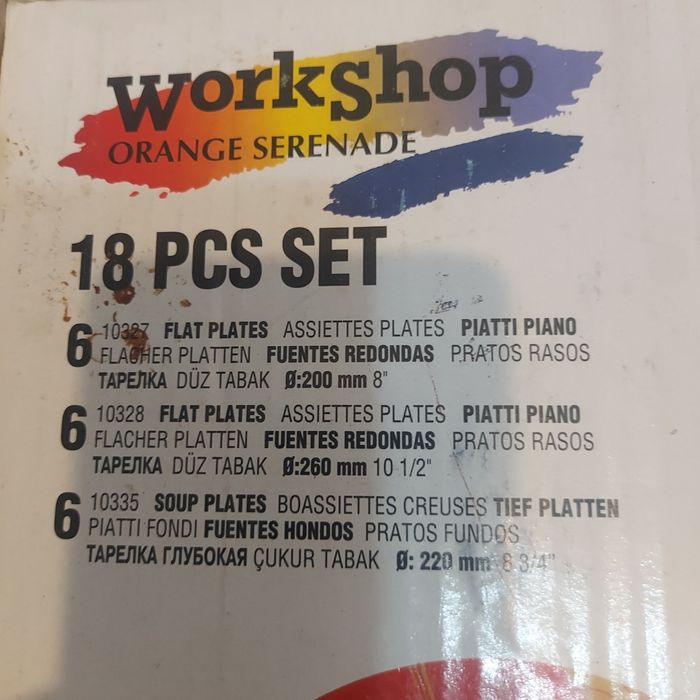 workshop
ORANGE SERENADE
18 PCS SET
6 10327 FLAT PLATES ASSIETTES PLATES PIATTI PIANO
FLACHER PLATTEN FUENTES REDONDAS PRATOS RASOS
ТАРЕЛКА DÜZ TABAK Ø:200 mm 8"
6 10328 FLAT PLATES ASSIETTES PLATES PIATTI PIANO
FLACHER PLATTEN FUENTES REDONDAS PRATOS RASOS
ТАРЕЛКА DÜZ TABAK Ø:260 mm 10 1/2"
6 10335 SOUP PLATES BOASSIETTES CREUSES TIEF PLATTEN
PIATTI FONDI FUENTES HONDOS PRATOS FUNDOS
ТАРЕЛКА ГЛУБОКАЯ ÇUKUR TABAK Ø: 220 mm 8 3/4"